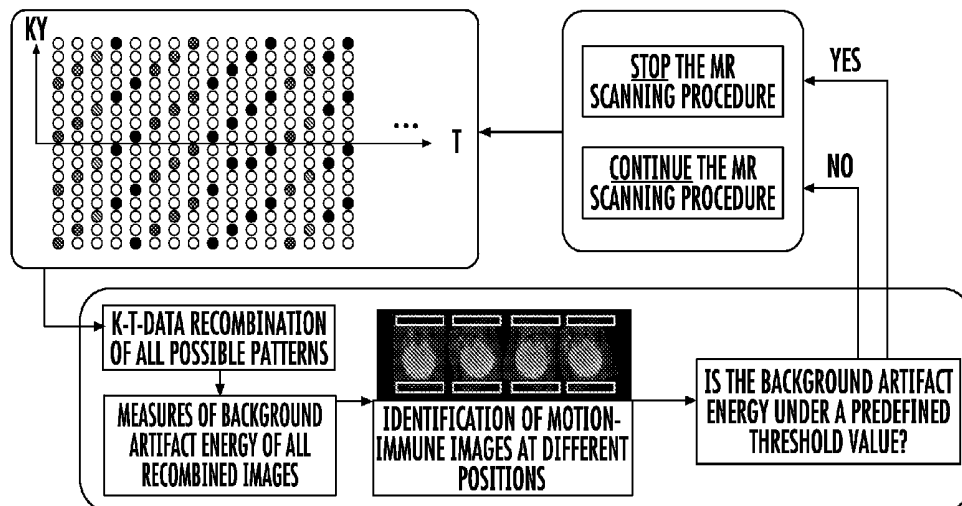 KY
...
T
STOP THE MR
SCANNING PROCEDURE
CONTINUE THE MR
SCANNING PROCEDURE
YES
NO
K-T-DATA RECOMBINATION
OF ALL POSSIBLE PATTERNS
MEASURES OF BACKGROUND
ARTIFACT ENERGY OF ALL
RECOMBINED IMAGES
IDENTIFICATION OF MOTION-
IMMUNE IMAGES AT DIFFERENT
POSITIONS
IS THE BACKGROUND ARTIFACT
ENERGY UNDER A PREDEFINED
THRESHOLD VALUE?